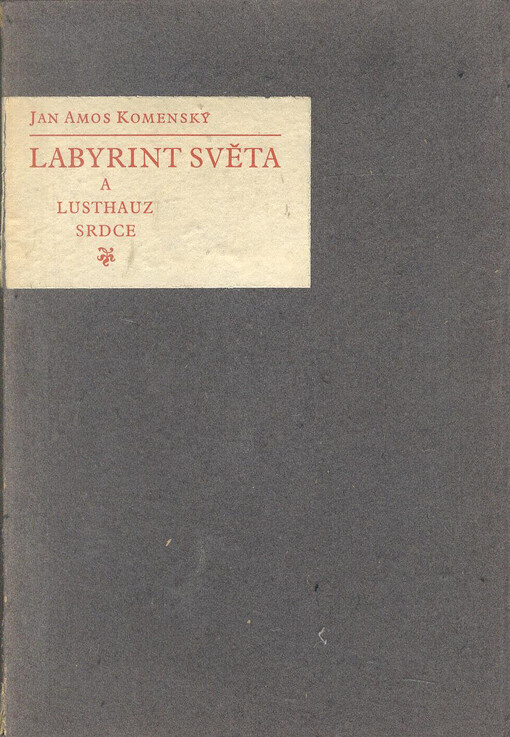 JAN AMOS KOMENSKÝ
LABYRINT SVĚTA
A
LUSTHAUZ
SRDCE